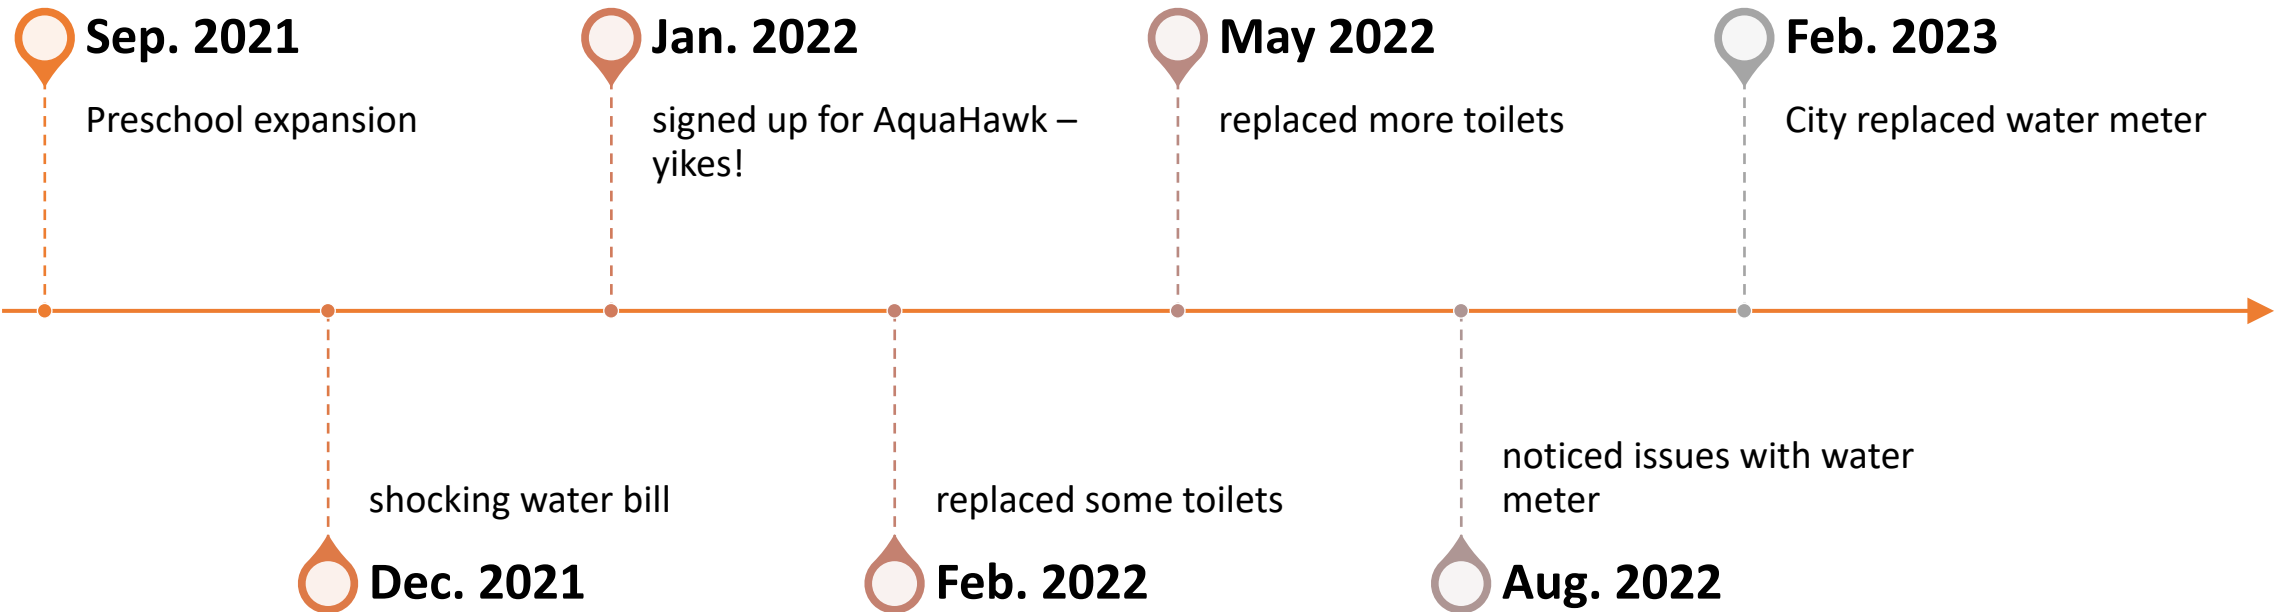 Sep. 2021
Preschool expansion
shocking water bill
Dec. 2021
Jan. 2022
signed up for AquaHawk –
yikes!
replaced some toilets
Feb. 2022
May 2022
replaced more toilets
noticed issues with water
meter
Aug. 2022
Feb. 2023
City replaced water meter